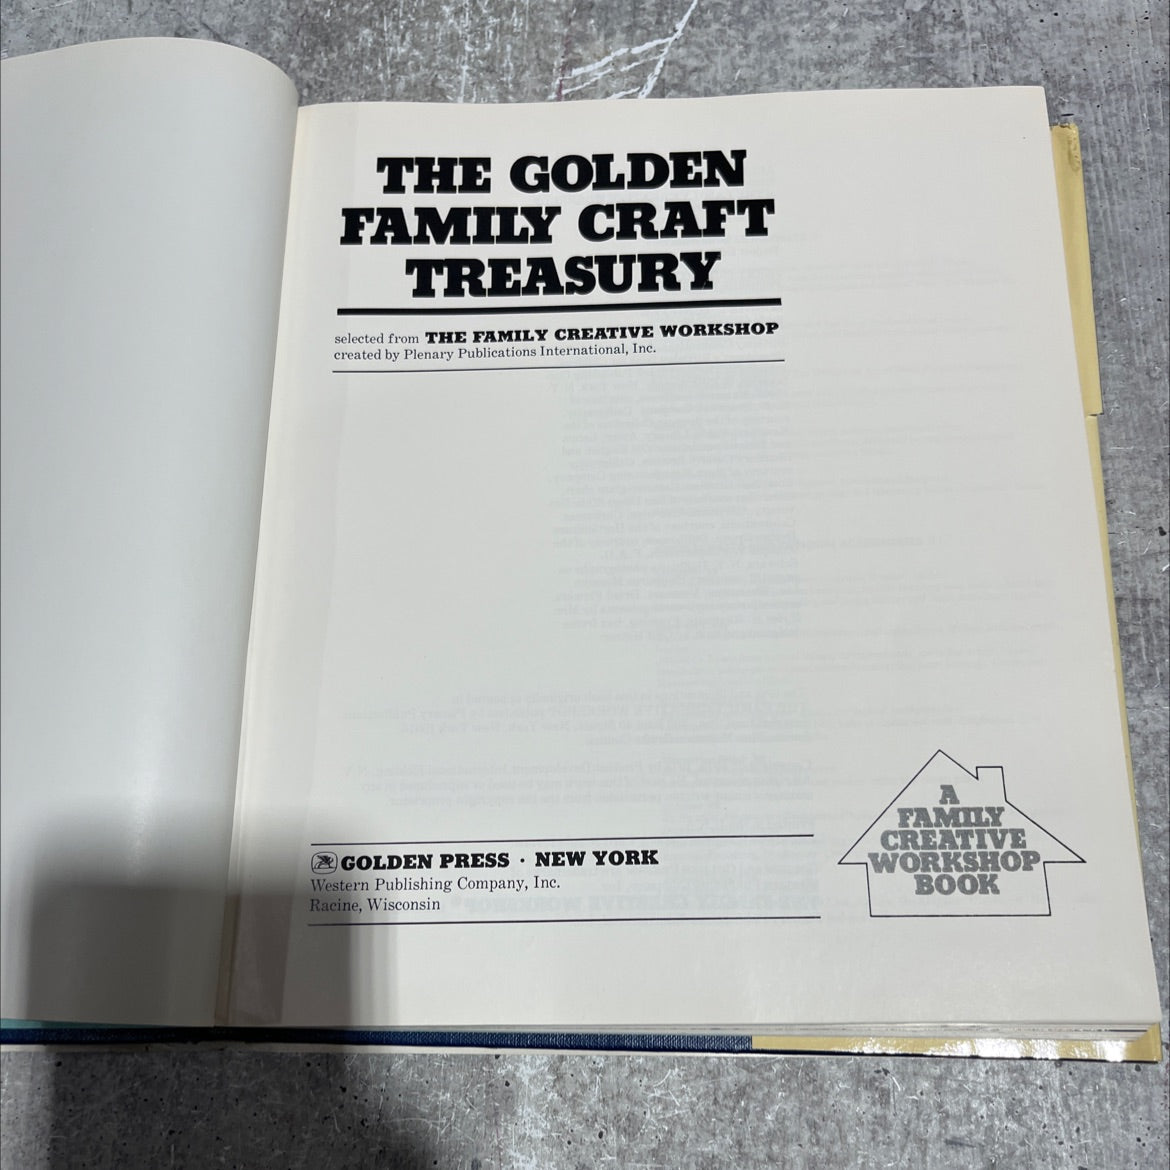 THE GOLDEN
FAMILY CRAFT
TREASURY
selected from THE FAMILY CREATIVE WORKSHOP
created by Plenary Publications International, Inc.
GOLDEN PRESS · NEW YORK
Western Publishing Company, Inc.
Racine, Wisconsin
A
FAMILY
CREATIVE
WORKSHOP
BOOK